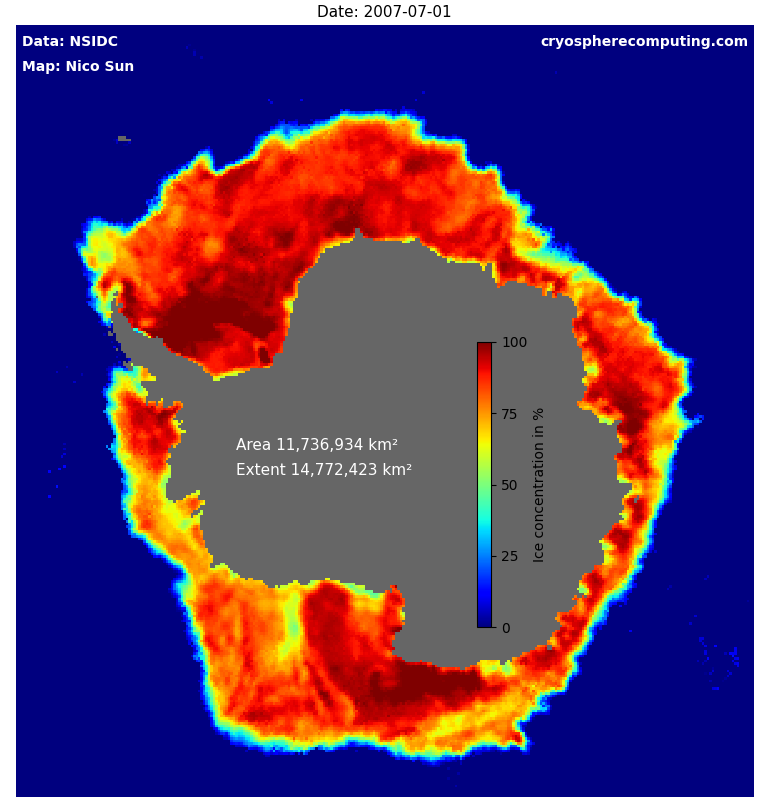 Date: 2007-07-01
Data: NSIDC
cryospherecomputing.com
Map: Nico Sun
100
75
50
25
0
Ice concentration in %
Area 11,736,934 km²
Extent 14,772,423 km²